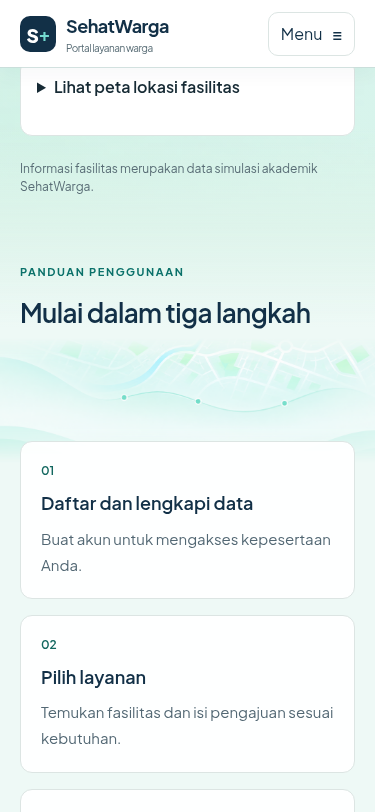 S+
SehatWarga
Portal layanan warga
Menu
Lihat peta lokasi fasilitas
Informasi fasilitas merupakan data simulasi akademik
SehatWarga.
PANDUAN PENGGUNAAN
Mulai dalam tiga langkah
01
Daftar dan lengkapi data
Buat akun untuk mengakses kepesertaan
Anda.
02
Pilih layanan
Temukan fasilitas dan isi pengajuan sesuai
kebutuhan.